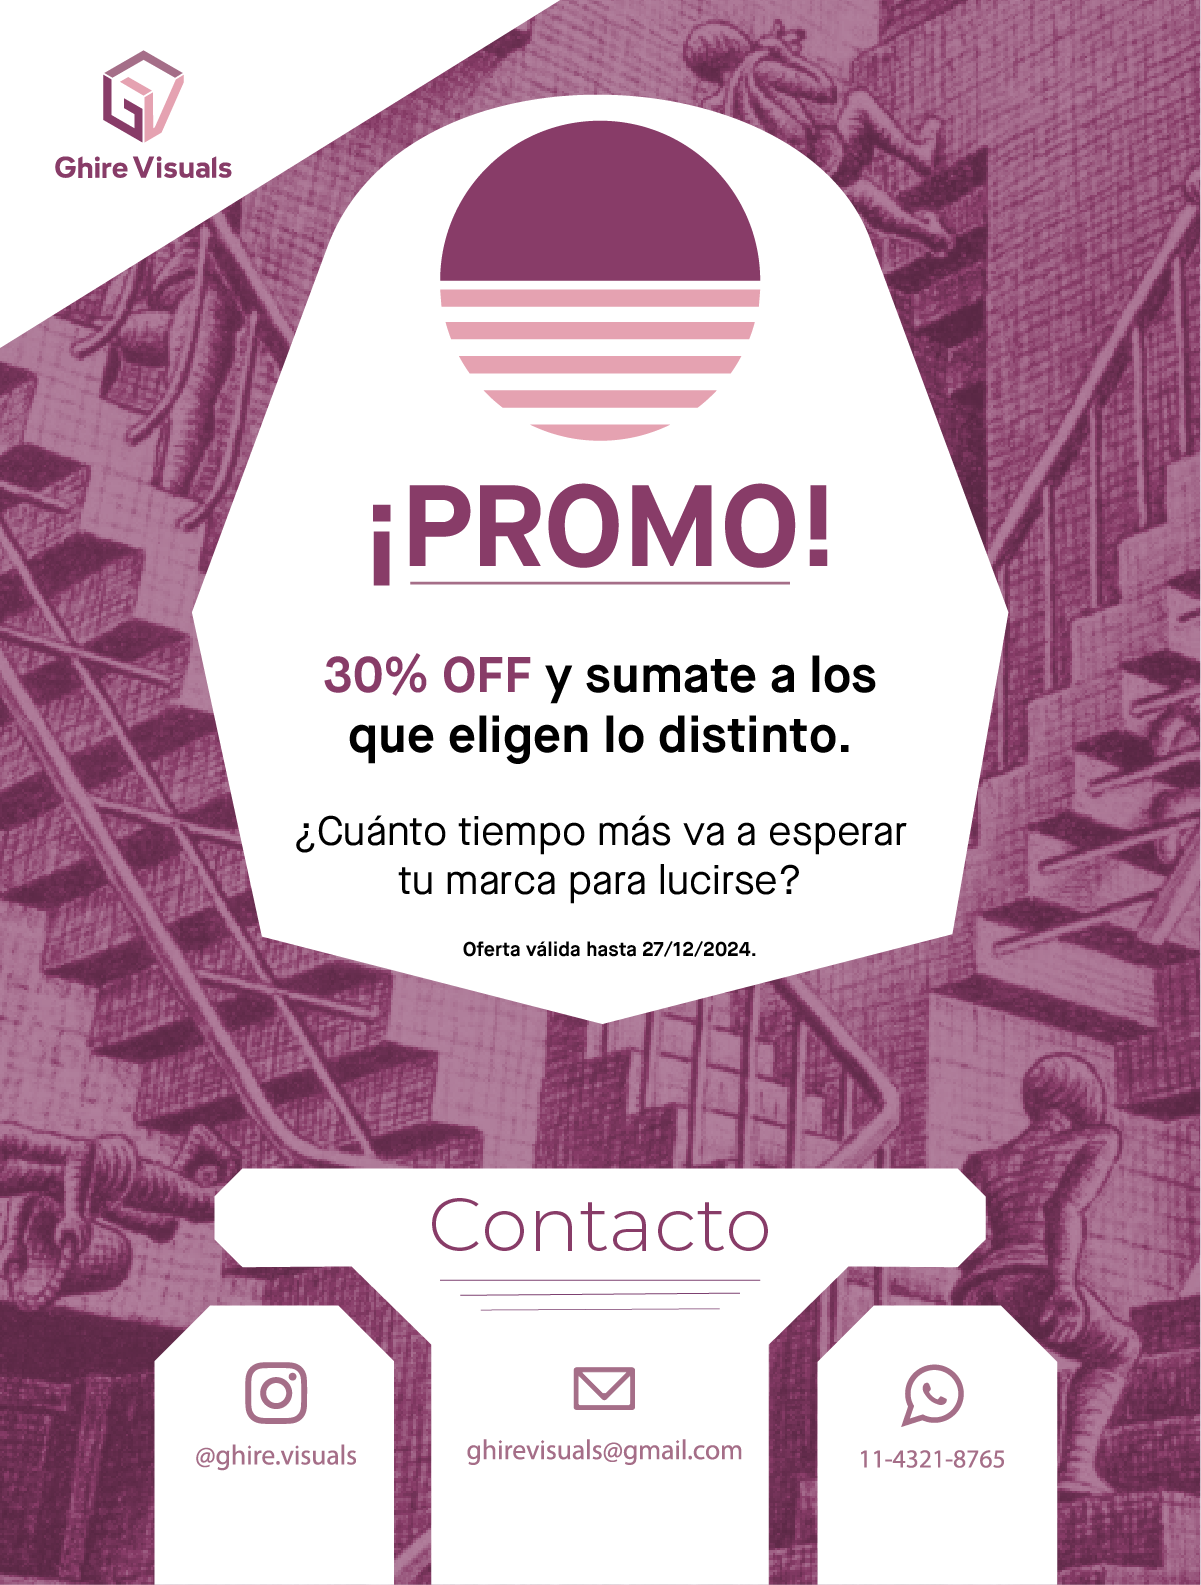 Ghire Visuals
¡PROMO!
30% OFF y sumate a los
que eligen lo distinto.
¿Cuánto tiempo más va a esperar
tu marca para lucirse?
Oferta válida hasta 27/12/2024.
Contacto
@ghire.visuals
ghirevisuals@gmail.com
11-4321-8765